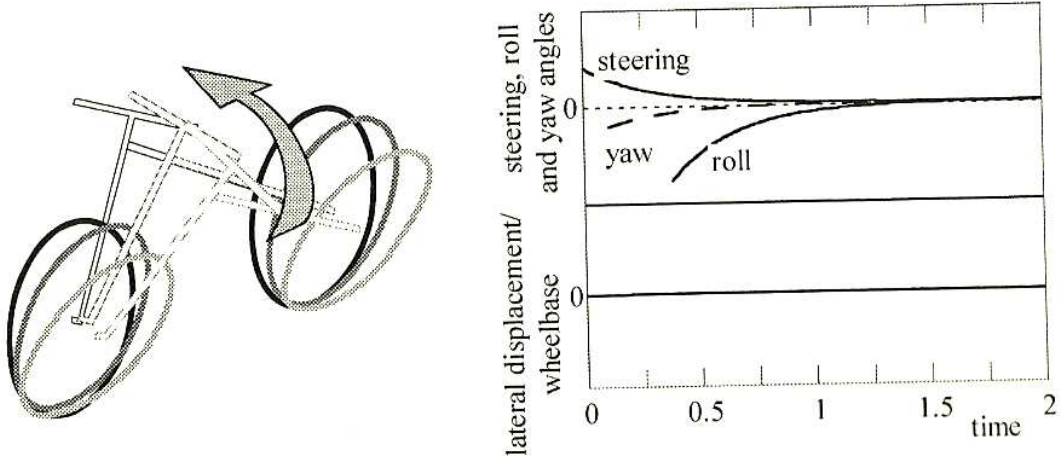 steering, roll
and yaw angles
0
steering
yaw
roll
lateral displacement/
wheelbase
0
0
0.5
1
1.5
2
time